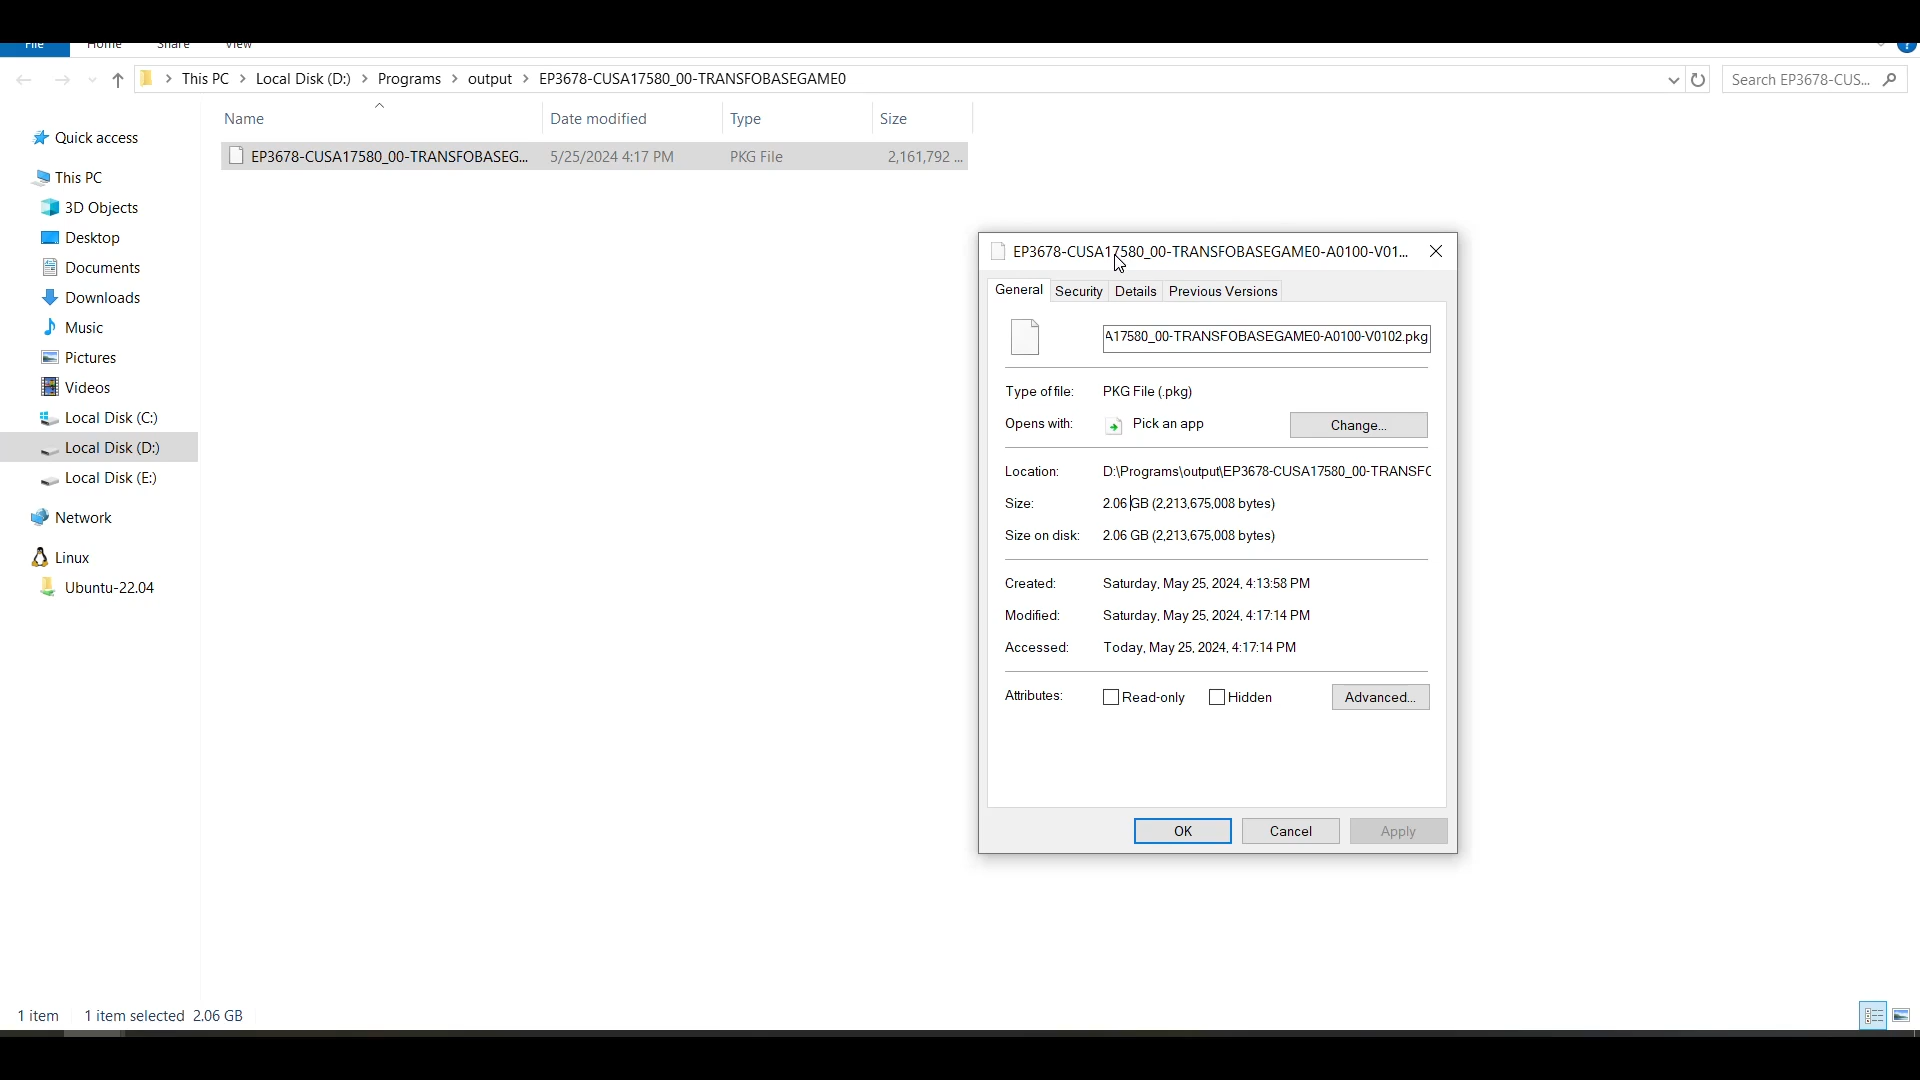 File Home Share View
This PC > Local Disk (D:) > Programs > output > EP3678-CUSA17580_00-TRANSFOBASEGAME0
Search EP3678-CUS...
Name Date modified Type Size
EP3678-CUSA17580_00-TRANSFOBASEG... 5/25/2024 4:17 PM PKG File 2,161,792 ...
Quick access
This PC
3D Objects
Desktop
Documents
Downloads
Music
Pictures
Videos
Local Disk (C:)
Local Disk (D:)
Local Disk (E:)
Network
Linux
Ubuntu-22.04
EP3678-CUSA17580_00-TRANSFOBASEGAME0-A0100-V01...
General Security Details Previous Versions
A17580_00-TRANSFOBASEGAME0-A0100-V0102.pkg
Type of file: PKG File (.pkg)
Opens with: Pick an app Change...
Location: D:\Programs\output\EP3678-CUSA17580_00-TRANSFC
Size: 2.06 GB (2,213,675,008 bytes)
Size on disk: 2.06 GB (2,213,675,008 bytes)
Created: Saturday, May 25, 2024, 4:13:58 PM
Modified: Saturday, May 25, 2024, 4:17:14 PM
Accessed: Today, May 25, 2024, 4:17:14 PM
Attributes: Read-only Hidden Advanced...
OK Cancel Apply
1 item 1 item selected 2.06 GB